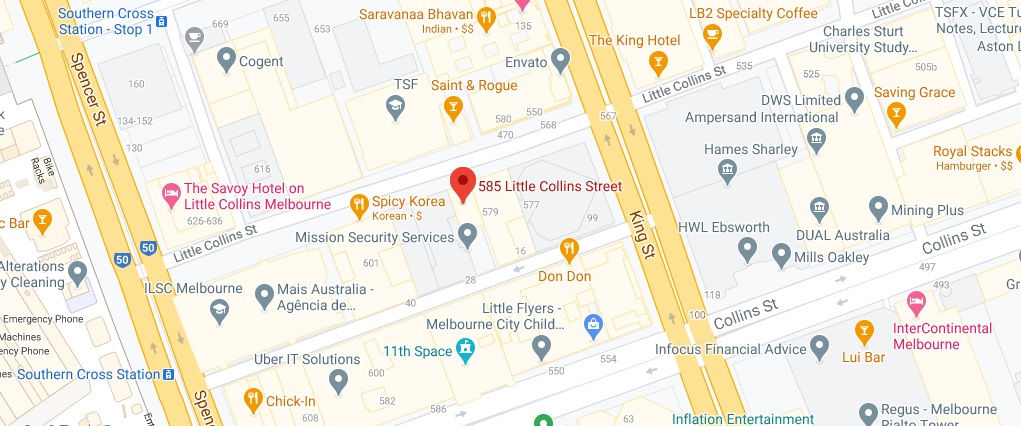 Southern Cross
Station - Stop 1
669
Cogent
160
134-152
130
616
Spencer St
Bike
Racks
Saravanaa Bhavan
Indian • $$
135
TSF
Saint & Rogue
Envato
580
550
470
568
567
LB2 Specialty Coffee
The King Hotel
Little Collins St
535
Charles Sturt
University Study...
525
505b
TSFX - VCE Tu
Notes, Lecture
Aston L
DWS Limited
Ampersand International
Saving Grace
Hames Sharley
Royal Stacks
Hamburger • $$
The Savoy Hotel on
Little Collins Melbourne
626-636
Little Collins St
50
50
c Bar
Spicy Korea
Korean • $
585 Little Collins Street
579
577
99
Mission Security Services
16
601
28
40
Don Don
King St
HWL Ebsworth
Mills Oakley
DUAL Australia
Mining Plus
Collins St
493
497
118
100
Collins St
Alterations
y Cleaning
ILSC Melbourne
Mais Australia -
Agência de...
Emergency Phone
Machines
ency Phone
Southern Cross Station
Little Flyers -
Melbourne City Child...
11th Space
Uber IT Solutions
600
582
586
608
554
550
Chick-In
Infocus Financial Advice
InterContinental
Melbourne
Lui Bar
Inflation Entertainment
63
Regus - Melbourne
Rialto Tower
Spenc